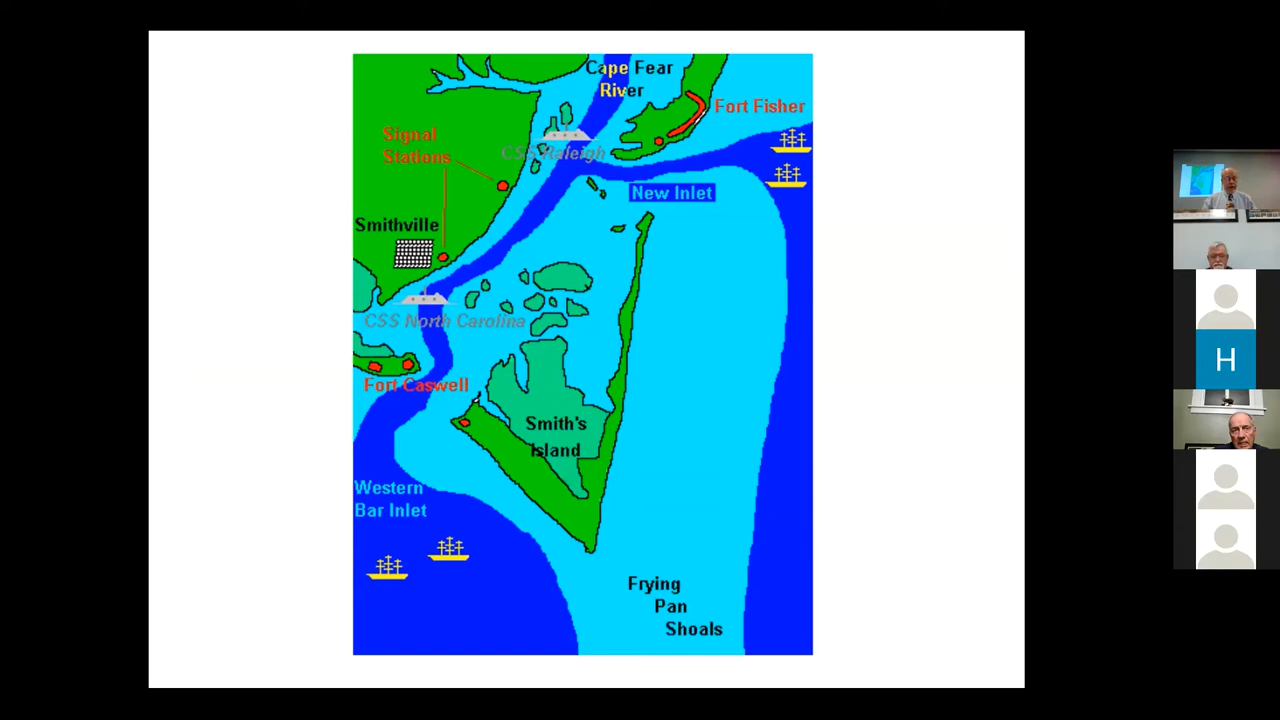 Cape Fear
River
Fort Fisher
Signal
Stations
CSS Raleigh
New Inlet
Smithville
CSS North Carolina
Fort Caswell
Smith's
Island
Western
Bar Inlet
Frying
Pan
Shoals
H